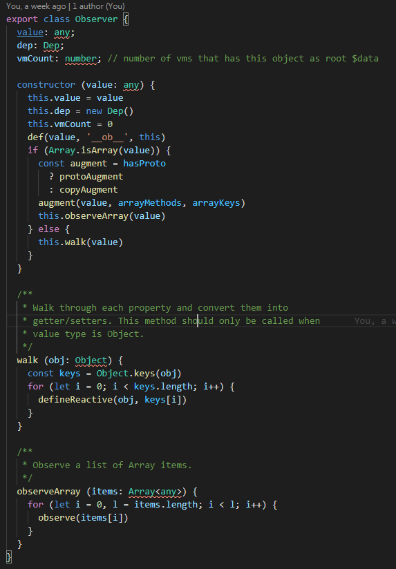 You, a week ago | 1 author (You)
export class Observer {
  value: any;
  dep: Dep;
  vmCount: number; // number of vms that has this object as root $data

  constructor (value: any) {
    this.value = value
    this.dep = new Dep()
    this.vmCount = 0
    def(value, '__ob__', this)
    if (Array.isArray(value)) {
      const augment = hasProto
        ? protoAugment
        : copyAugment
      augment(value, arrayMethods, arrayKeys)
      this.observeArray(value)
    } else {
      this.walk(value)
    }
  }

  /**
   * Walk through each property and convert them into
   * getter/setters. This method should only be called when You, a w
   * value type is Object.
   */
  walk (obj: Object) {
    const keys = Object.keys(obj)
    for (let i = 0; i < keys.length; i++) {
      defineReactive(obj, keys[i])
    }
  }

  /**
   * Observe a list of Array items.
   */
  observeArray (items: Array<any>) {
    for (let i = 0, l = items.length; i < l; i++) {
      observe(items[i])
    }
  }
}